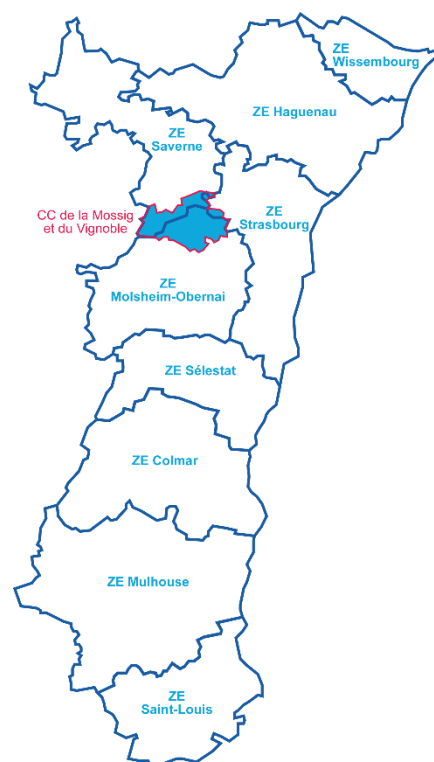 ZE
Wissembourg
ZE Haguenau
ZE
Saverne
CC de la Mossig
et du Vignoble
ZE
Strasbourg
ZE
Molsheim-Obernai
ZE Sélestat
ZE Colmar
ZE Mulhouse
ZE
Saint-Louis